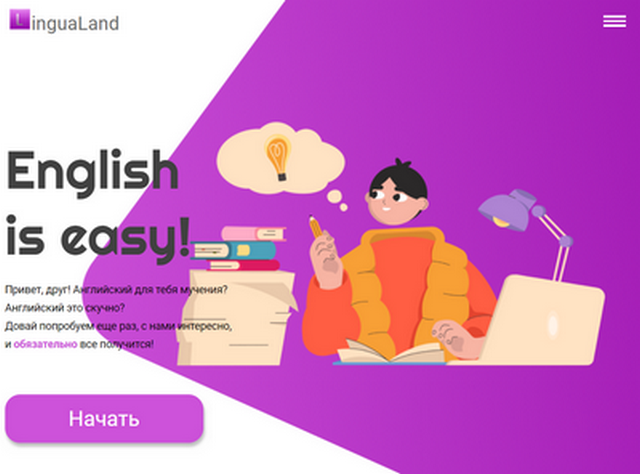 LinguaLand
English
is easy!
Привет, друг! Английский для тебя мучения?
Английский это скучно?
Довай попробуем еще раз, с нами интересно,
и обязательно все получится!
Начать